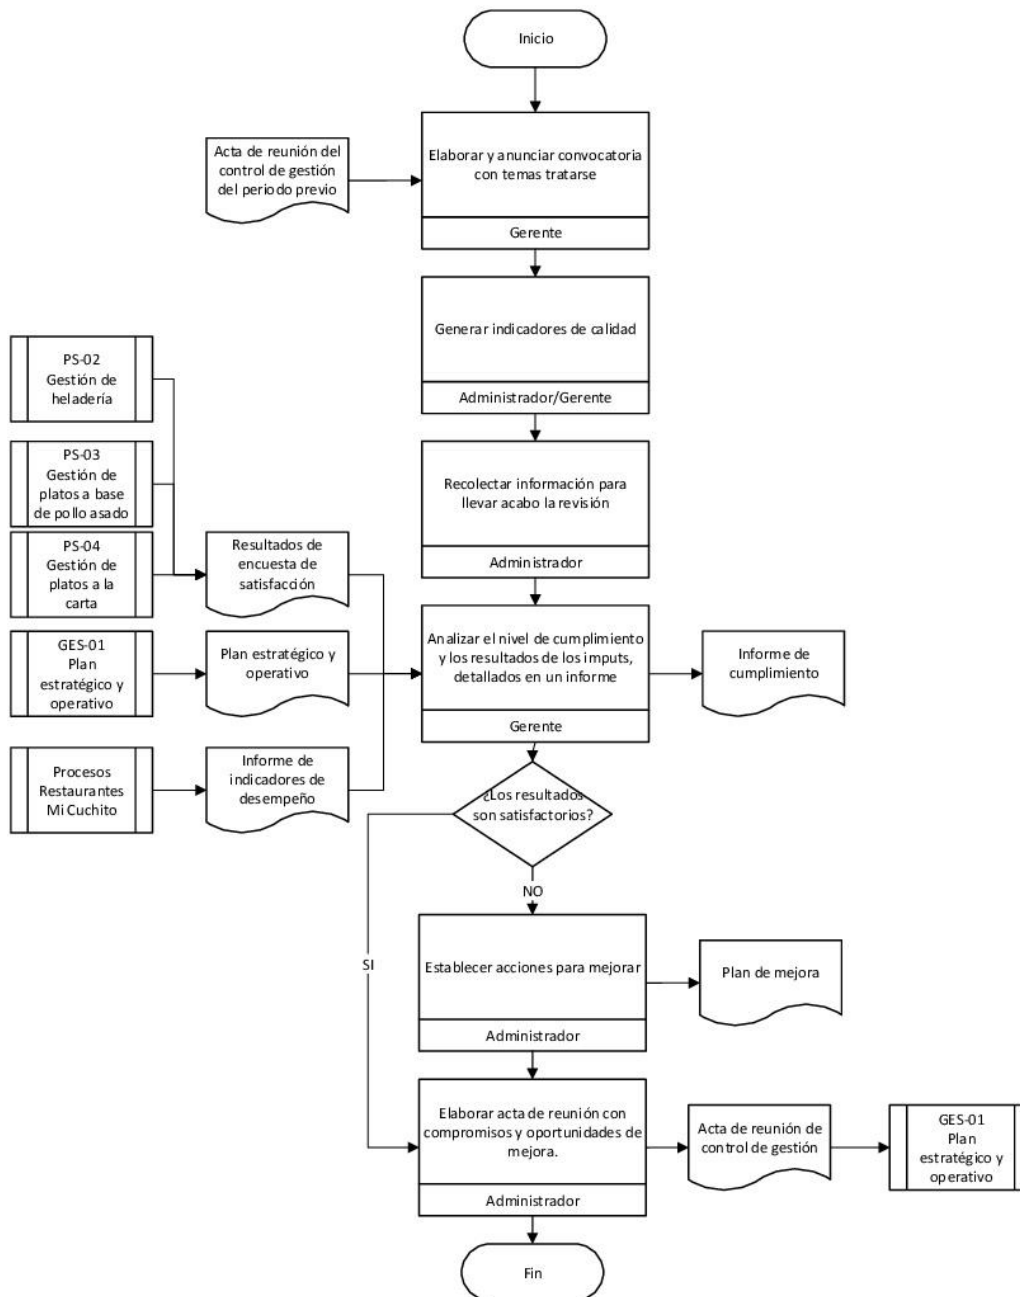 Inicio
Acta de reunión del
control de gestión
del periodo previo
Elaborar y anunciar convocatoria
con temas tratarse
Gerente
Generar indicadores de calidad
Administrador/Gerente
PS-02
Gestión de
heladería
PS-03
Gestión de
platos a base
de pollo asado
Recolectar información para
llevar acabo la revisión
Administrador
PS-04
Gestión de
platos a la
carta
Resultados de
encuesta de
satisfacción
GES-01
Plan
estratégico y
operativo
Plan estratégico y
operativo
Analizar el nivel de cumplimiento
y los resultados de los imputs,
detallados en un informe
Gerente
Informe de
cumplimiento
Procesos
Restaurantes
Mi Cuchito
Informe de
indicadores de
desempeño
¿Los resultados
son satisfactorios?
NO
SI
Establecer acciones para mejorar
Administrador
Plan de mejora
Elaborar acta de reunión con
compromisos y oportunidades de
mejora.
Administrador
Acta de reunión de
control de gestión
GES-01
Plan
estratégico y
operativo
Fin